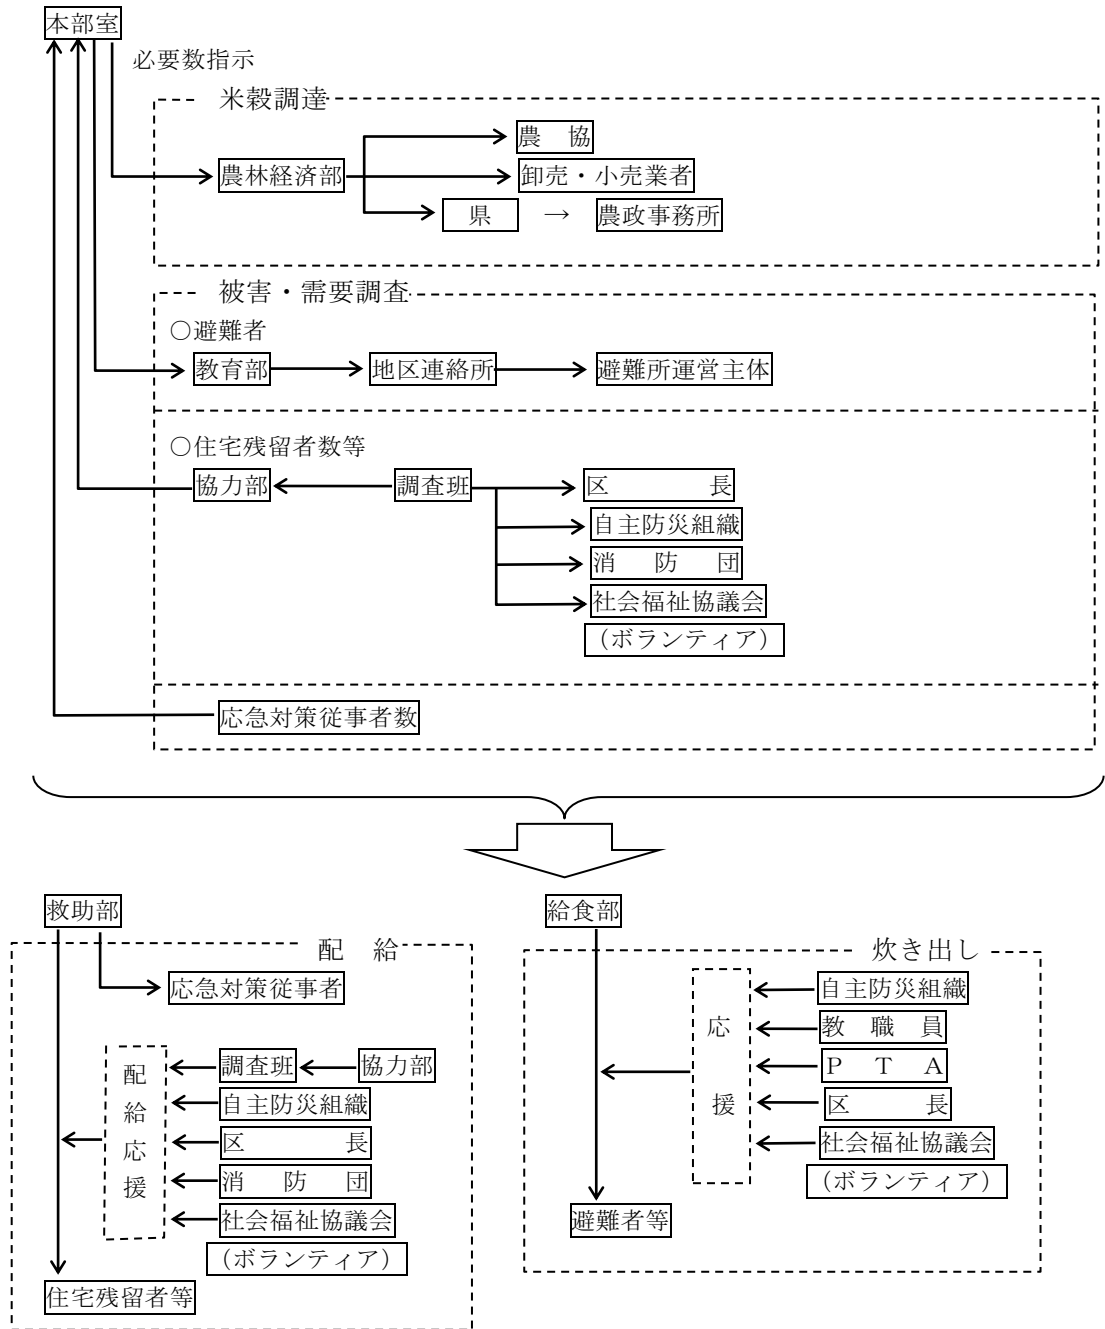 本部室
必要数指示
米穀調達
農　協
農林経済部
卸売・小売業者
県　→　農政事務所
被害・需要調査
○避難者
教育部
地区連絡所
避難所運営主体
○住宅残留者数等
協力部
調査班
区　　　長
自主防災組織
消　防　団
社会福祉協議会
（ボランティア）
応急対策従事者数
救助部
配　給
応急対策従事者
配給応援
調査班
協力部
自主防災組織
区　　　長
消　防　団
社会福祉協議会
（ボランティア）
住宅残留者等
給食部
炊き出し
応援
自主防災組織
教　職　員
Ｐ　Ｔ　Ａ
区　　　長
社会福祉協議会
（ボランティア）
避難者等